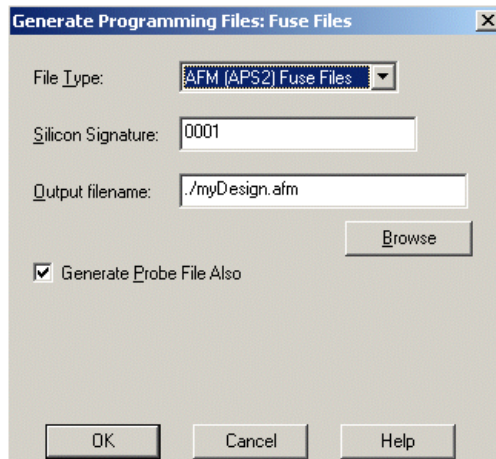 Generate Programming Files: Fuse Files
File Type: AFM (APS2) Fuse Files
Silicon Signature: 0001
Output filename: ./myDesign.afm
Browse
Generate Probe File Also
OK Cancel Help